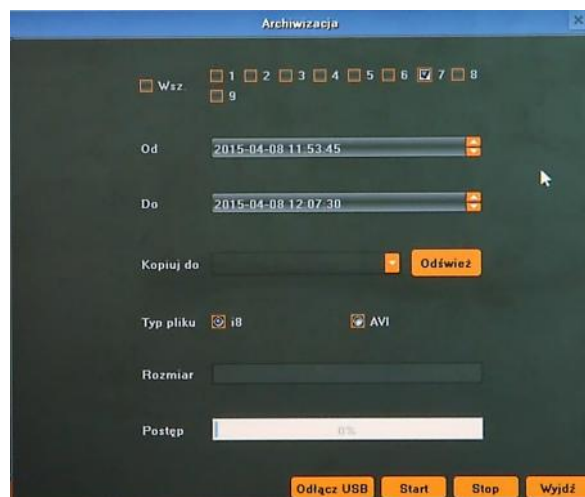 Archiwizacja
Wsz. 1 2 3 4 5 6 7 8
9
Od 2015-04-08 11:53:45
Do 2015-04-08 12:07:30
Kopiuj do Odśwież
Typ pliku i8 AVI
Rozmiar
Postęp 0%
Odłącz USB Start Stop Wyjdź